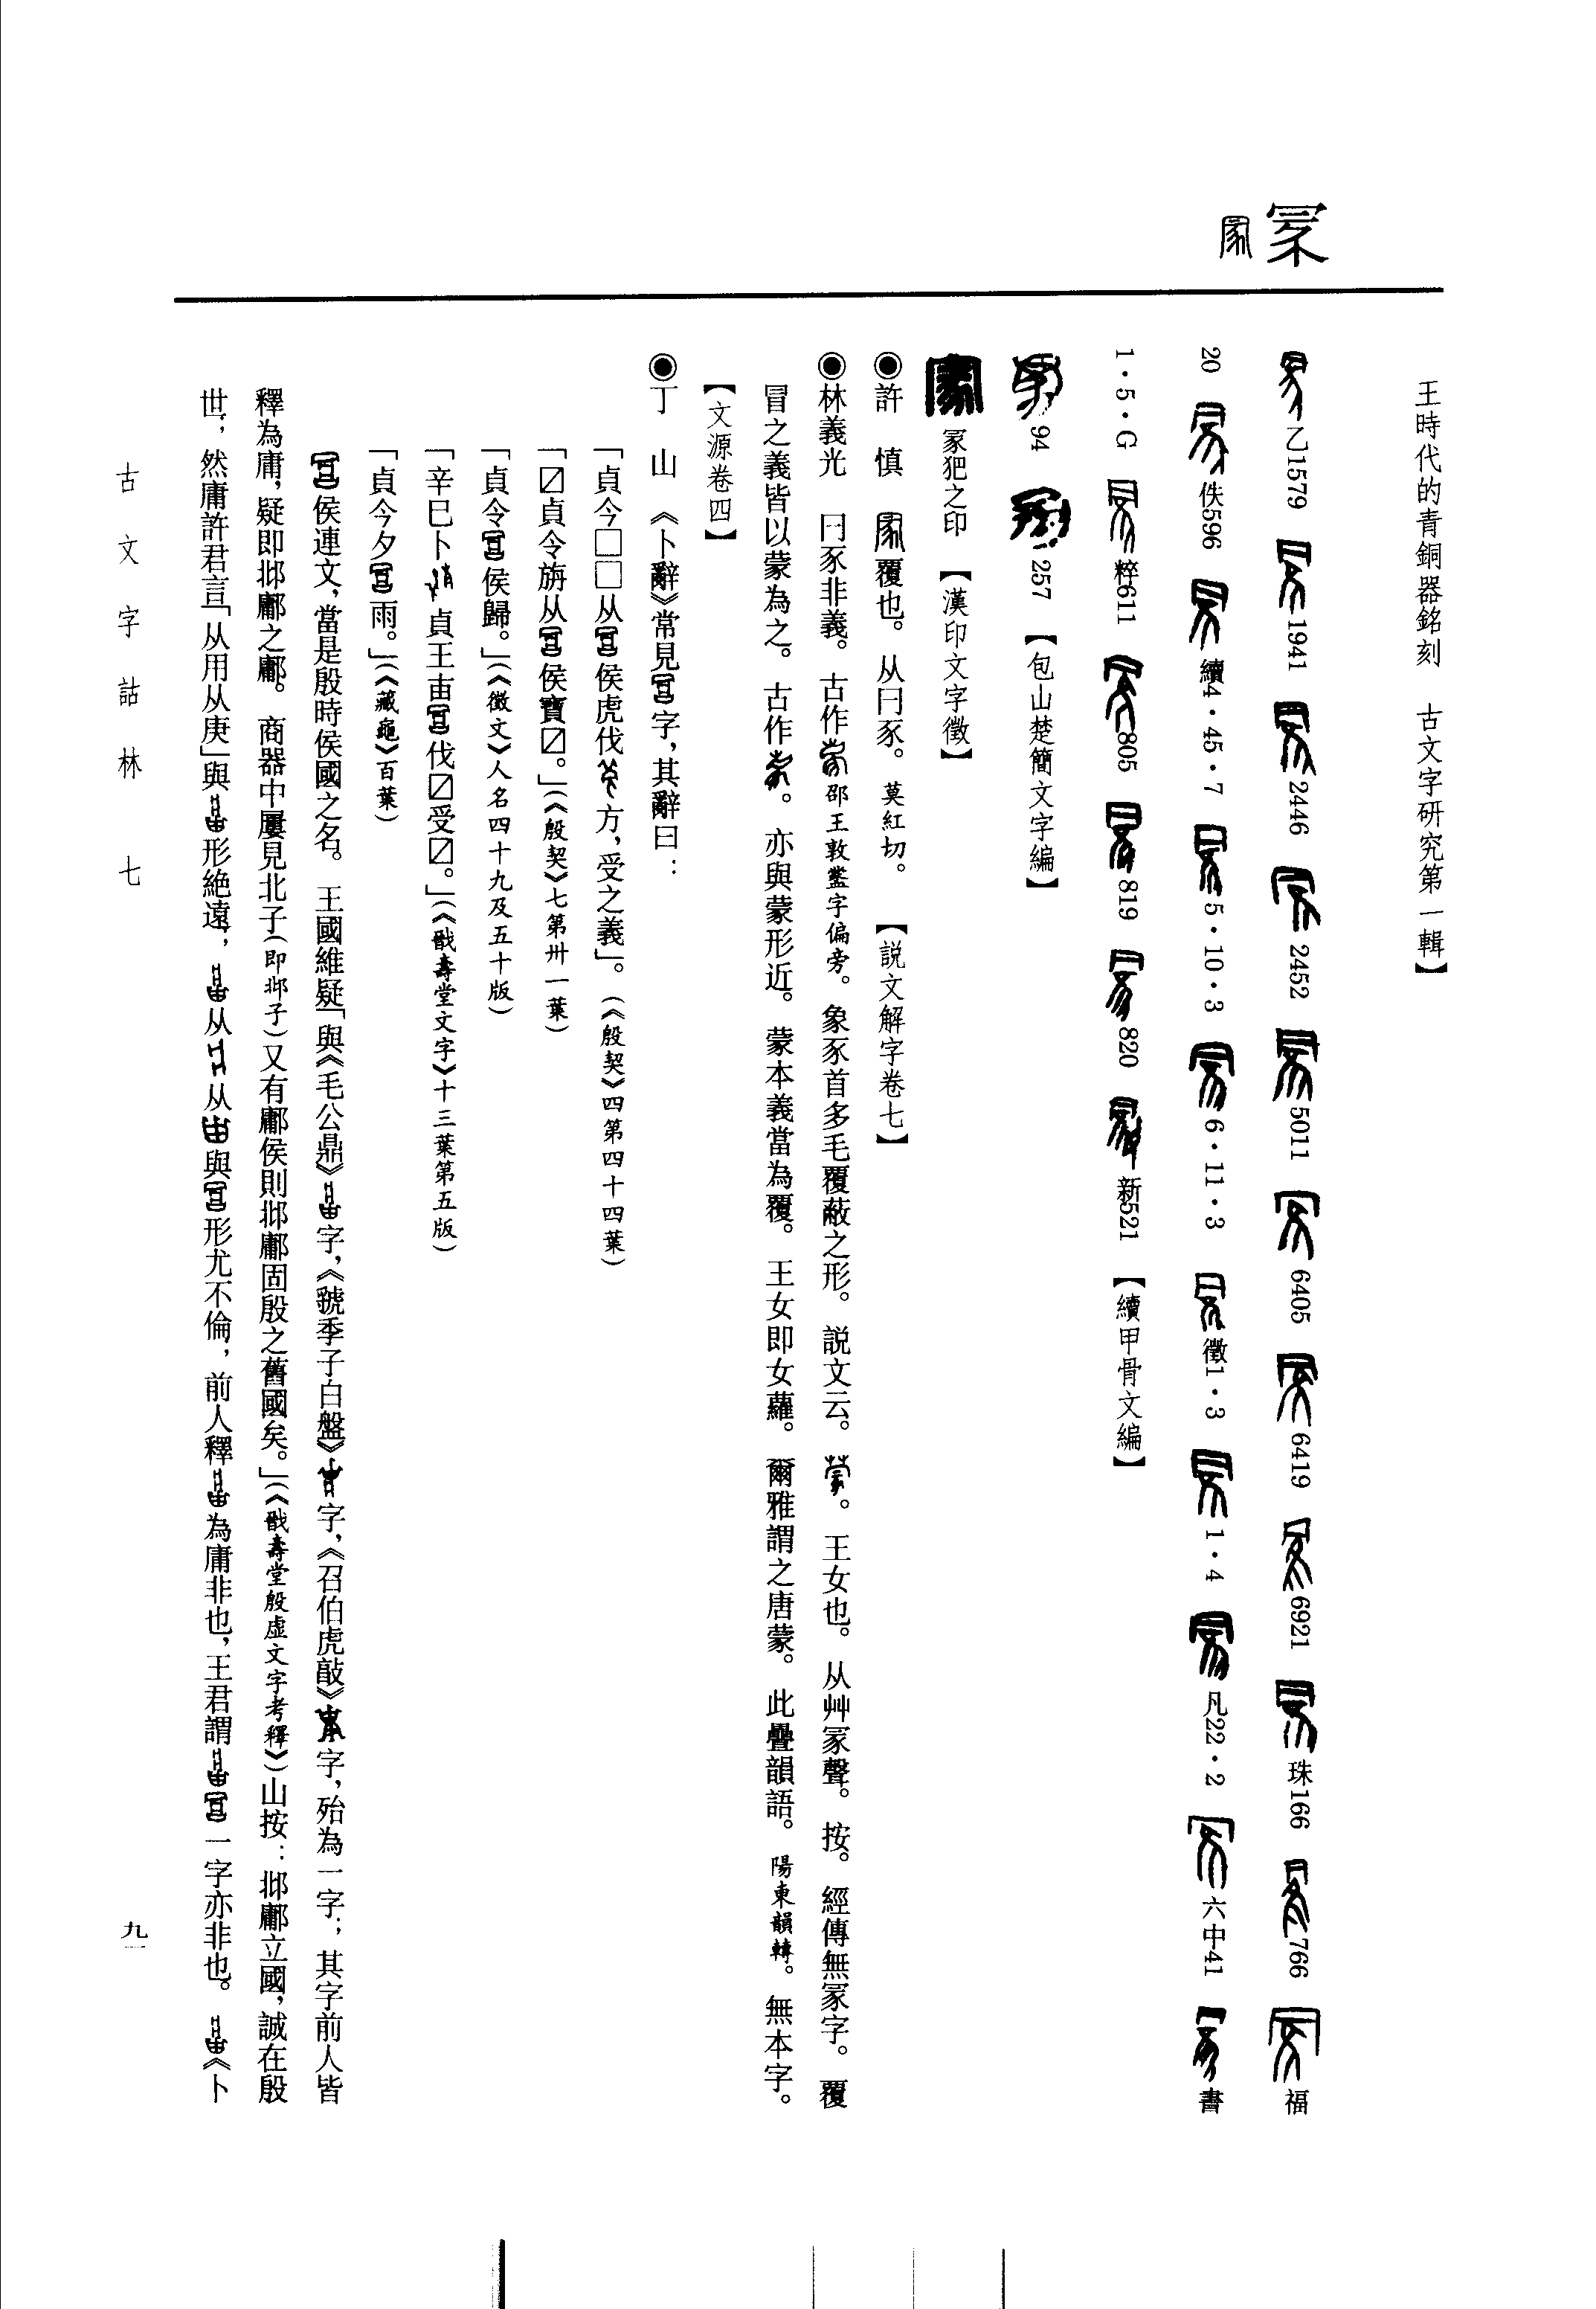 冡
王時代的青銅器銘刻　古文字研究第一輯】
乙1579　1941　2446　2452　5011　6405　6419　6921　珠166　766　福
20　佚596　續4·45·7　5·10·3　6·11·3　徵1·3　1·4　凡22·2　六中41　書
1·5·G　粹611　805　819　820　新521　【續甲骨文編】
94　257　【包山楚簡文字編】
冡犯之印　【漢印文字徵】
◉許　慎　覆也。从冃豕。莫紅切。　【説文解字卷七】
◉林義光　冃豕非義。古作　邵王敦盤字偏旁。象豕首多毛覆蔽之形。説文云。　。王女也。从艸冡聲。按。經傳無冡字。覆
冒之義皆以蒙為之。古作　。亦與蒙形近。蒙本義當為覆。王女即女蘿。爾雅謂之唐蒙。此疊韻語。陽東韻轉。無本字。
【文源卷四】
◉丁　山　《卜辭》常見　字，其辭曰：
「貞今□□从　侯虎伐　方，受之義」。（《殷契》四第四十四葉）
「〼貞令旃从　侯寶〼。」（《殷契》七第卅一葉）
「貞令　侯歸。」（《徵文》人名四十九及五十版）
「辛巳卜　貞王　伐〼受〼。」（《戩壽堂文字》十三葉第五版）
「貞今夕　雨。」（《藏龜》百葉）
侯連文，當是殷時侯國之名。王國維疑「與《毛公鼎》　字，《虢季子白盤》　字，《召伯虎敦》　字，殆為一字；其字前人皆
釋為庸，疑即邶鄘之鄘。商器中屢見北子（即邶子）又有鄘侯則邶鄘固殷之舊國矣。」（《戩壽堂殷虛文字考釋》）山按：邶鄘立國，誠在殷
世，然庸許君言「从用从庚」與　形絶遠；　从　从　與　形尤不倫，前人釋　為庸非也，王君謂　一字亦非也。　《卜
古文字詁林　七
九一